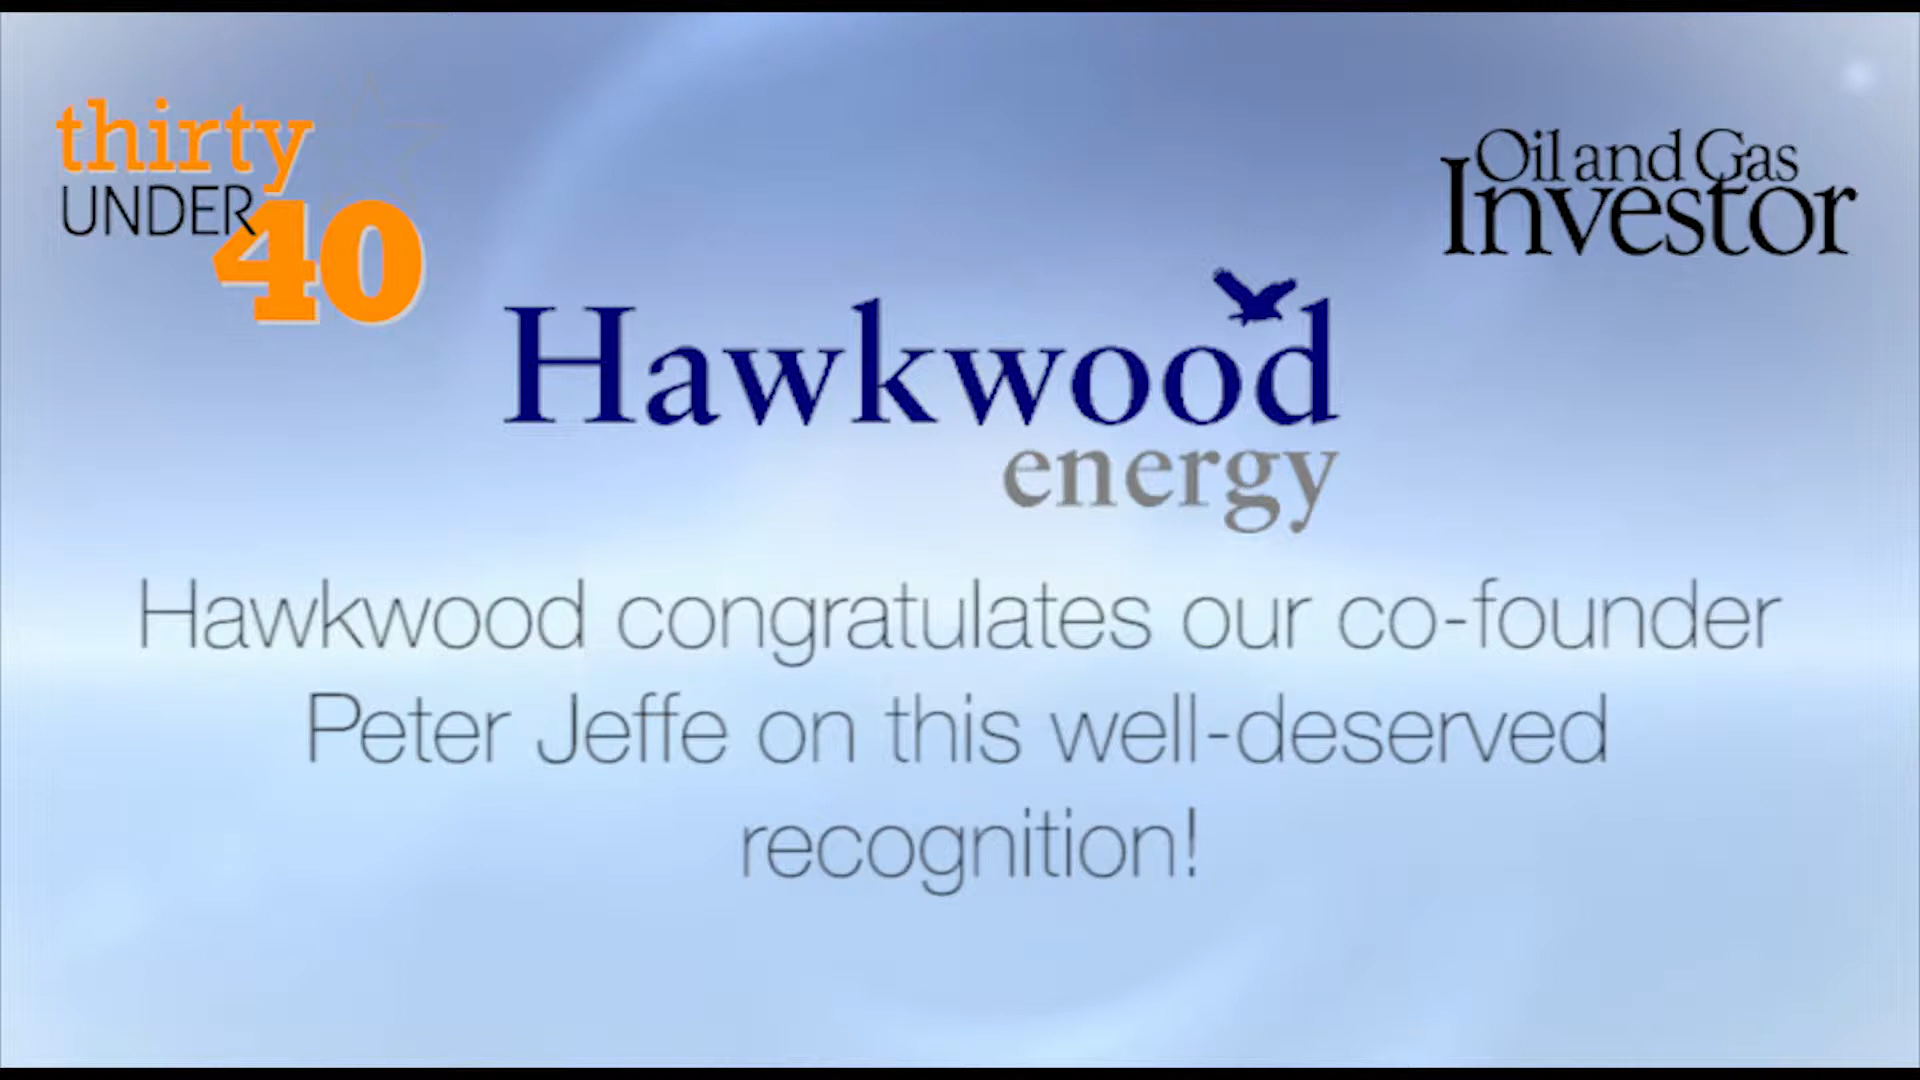 thirty
UNDER
40
Oil and Gas
Investor
Hawkwood
energy
Hawkwood congratulates our co-founder
Peter Jeffe on this well-deserved
recognition!